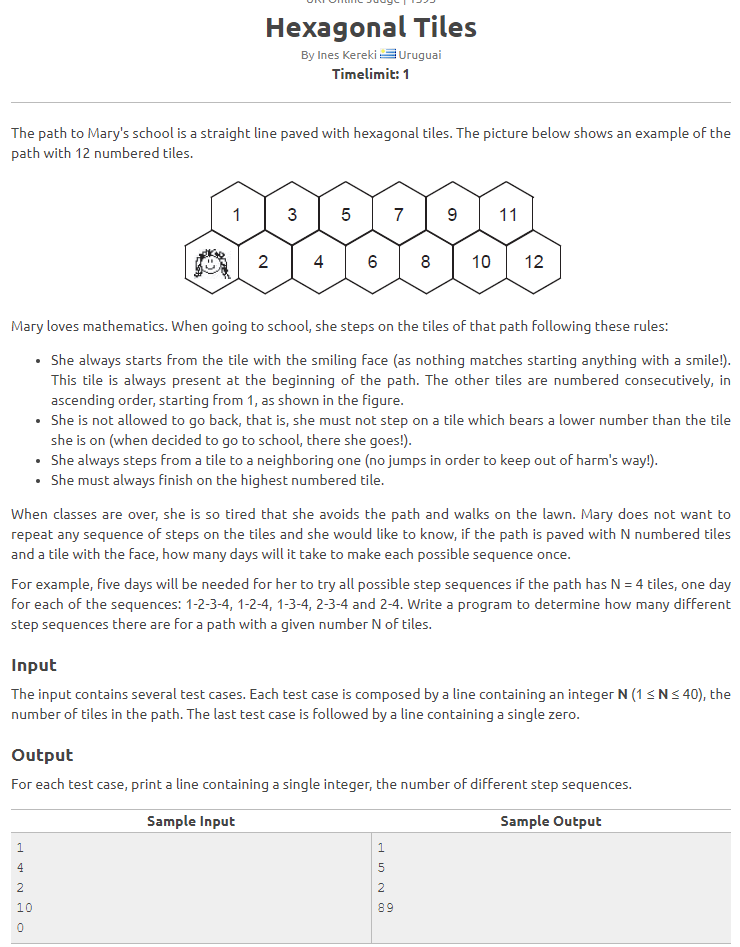 URI Online Judge | 1593
Hexagonal Tiles
By Ines Kereki Uruguai
Timelimit: 1
The path to Mary's school is a straight line paved with hexagonal tiles. The picture below shows an example of the
path with 12 numbered tiles.
1 3 5 7 9 11
2 4 6 8 10 12
Mary loves mathematics. When going to school, she steps on the tiles of that path following these rules:
• She always starts from the tile with the smiling face (as nothing matches starting anything with a smile!).
This tile is always present at the beginning of the path. The other tiles are numbered consecutively, in
ascending order, starting from 1, as shown in the figure.
• She is not allowed to go back, that is, she must not step on a tile which bears a lower number than the tile
she is on (when decided to go to school, there she goes!).
• She always steps from a tile to a neighboring one (no jumps in order to keep out of harm's way!).
• She must always finish on the highest numbered tile.
When classes are over, she is so tired that she avoids the path and walks on the lawn. Mary does not want to
repeat any sequence of steps on the tiles and she would like to know, if the path is paved with N numbered tiles
and a tile with the face, how many days will it take to make each possible sequence once.
For example, five days will be needed for her to try all possible step sequences if the path has N = 4 tiles, one day
for each of the sequences: 1-2-3-4, 1-2-4, 1-3-4, 2-3-4 and 2-4. Write a program to determine how many different
step sequences there are for a path with a given number N of tiles.
Input
The input contains several test cases. Each test case is composed by a line containing an integer N (1 ≤ N ≤ 40), the
number of tiles in the path. The last test case is followed by a line containing a single zero.
Output
For each test case, print a line containing a single integer, the number of different step sequences.
Sample Input Sample Output
1 1
4 5
2 2
10 89
0